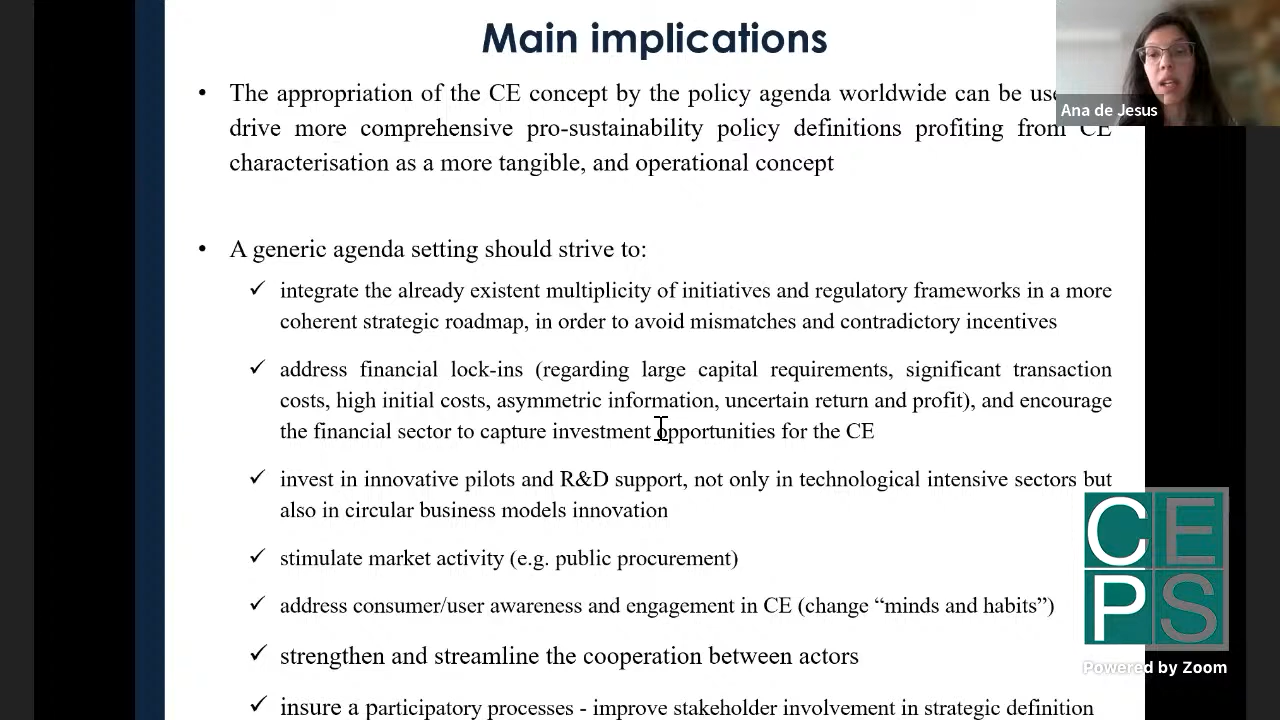 Main implications
• The appropriation of the CE concept by the policy agenda worldwide can be use
drive more comprehensive pro-sustainability policy definitions profiting from CE
characterisation as a more tangible, and operational concept
• A generic agenda setting should strive to:
✓ integrate the already existent multiplicity of initiatives and regulatory frameworks in a more
coherent strategic roadmap, in order to avoid mismatches and contradictory incentives
✓ address financial lock-ins (regarding large capital requirements, significant transaction
costs, high initial costs, asymmetric information, uncertain return and profit), and encourage
the financial sector to capture investment opportunities for the CE
✓ invest in innovative pilots and R&D support, not only in technological intensive sectors but
also in circular business models innovation
✓ stimulate market activity (e.g. public procurement)
✓ address consumer/user awareness and engagement in CE (change “minds and habits”)
✓ strengthen and streamline the cooperation between actors
✓ insure a participatory processes - improve stakeholder involvement in strategic definition
Ana de Jesus
CE
PS
Powered by Zoom